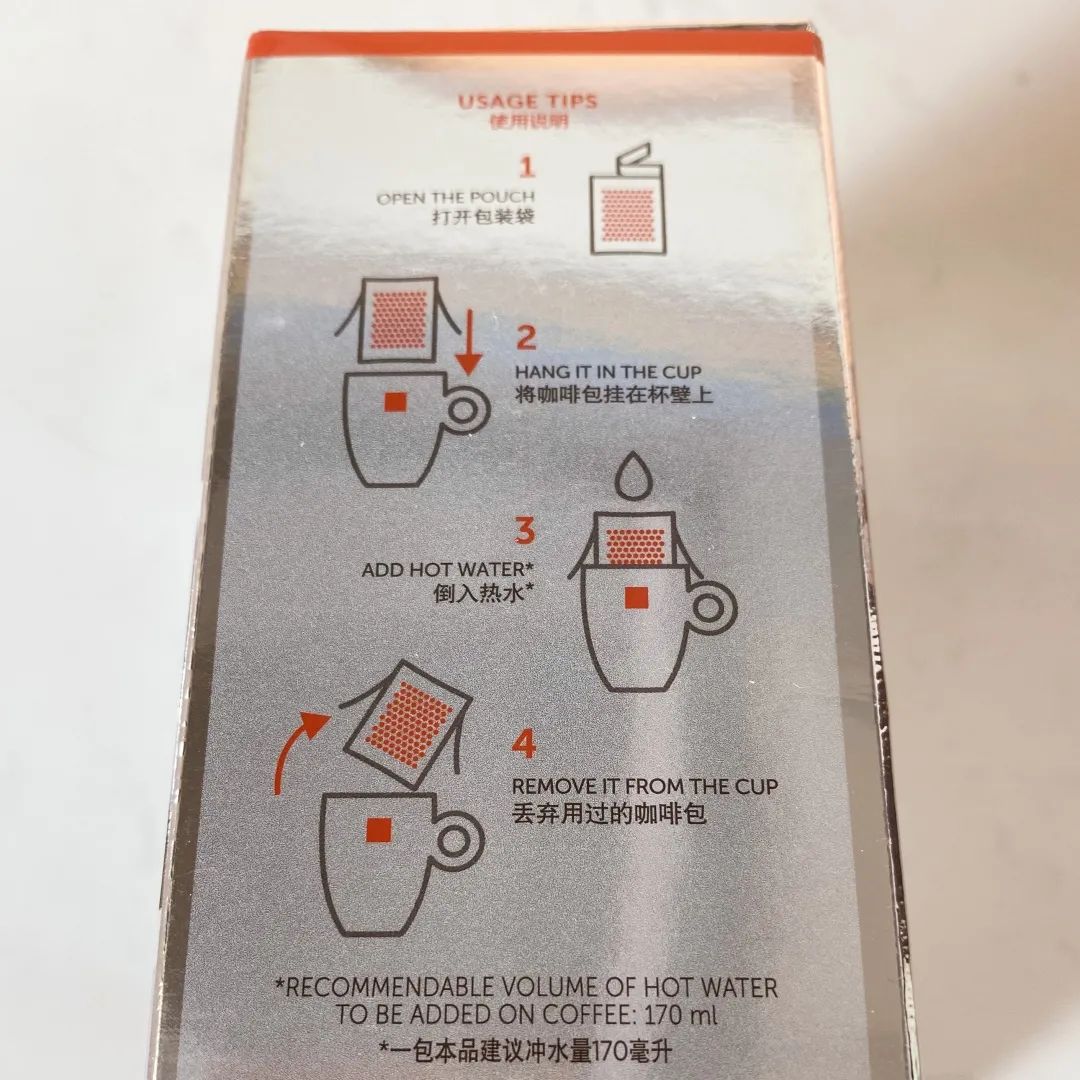 USAGE TIPS
使用说明
1
OPEN THE POUCH
打开包装袋
2
HANG IT IN THE CUP
将咖啡包挂在杯壁上
3
ADD HOT WATER*
倒入热水*
4
REMOVE IT FROM THE CUP
丢弃用过的咖啡包
*RECOMMENDABLE VOLUME OF HOT WATER
TO BE ADDED ON COFFEE: 170 ml
*一包本品建议冲水量170毫升